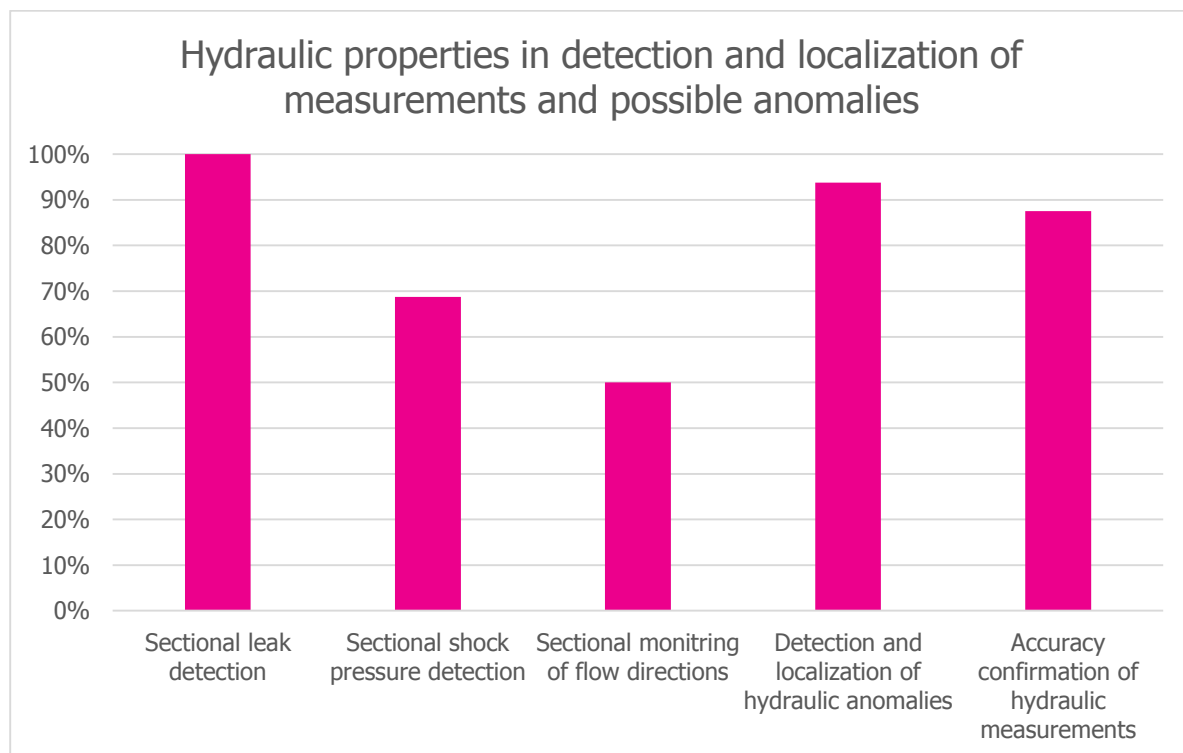 Hydraulic properties in detection and localization of
measurements and possible anomalies
100%
90%
80%
70%
60%
50%
40%
30%
20%
10%
0%
Sectional leak
detection
Sectional shock
pressure detection
Sectional monitring
of flow directions
Detection and
localization of
hydraulic anomalies
Accuracy
confirmation of
hydraulic
measurements